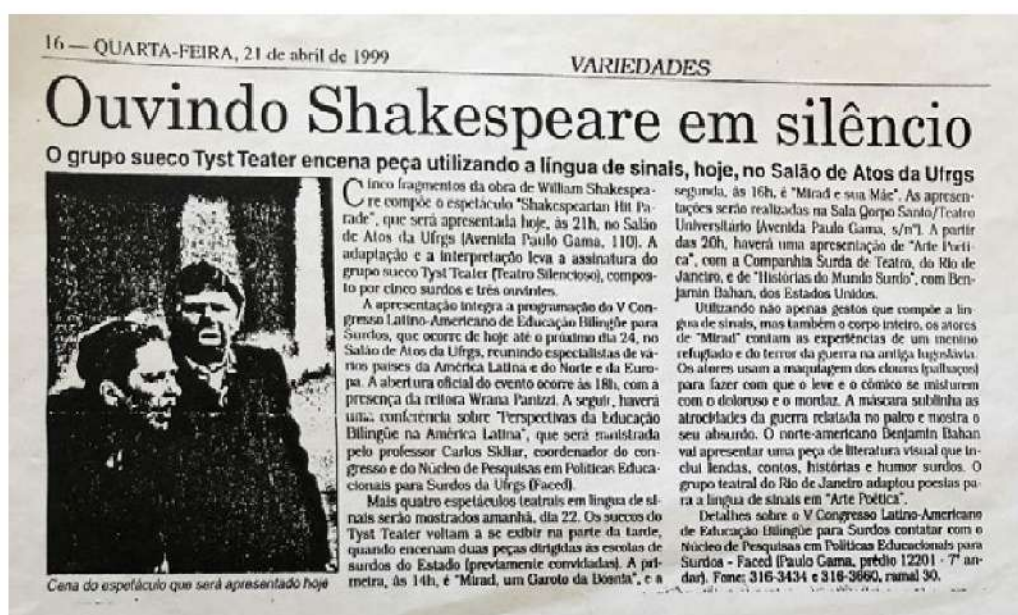 16 — QUARTA-FEIRA, 21 de abril de 1999
VARIEDADES
Ouvindo Shakespeare em silêncio
O grupo sueco Tyst Teater encena peça utilizando a língua de sinais, hoje, no Salão de Atos da Ufrgs
Cinco fragmentos da obra de William Shakespea-
re compõe o espetáculo "Shakespearian Hit Pa-
rade", que será apresentada hoje, às 21h, no Salão
de Atos da Ufrgs (Avenida Paulo Gama, 110). A
adaptação e a interpretação leva a assinatura do
grupo sueco Tyst Teater (Teatro Silencioso), compos-
to por cinco surdos e três ouvintes.
A apresentação integra a programação do V Con-
gresso Latino-Americano de Educação Bilíngüe para
Surdos, que ocorre de hoje até o próximo dia 24, no
Salão de Atos da Ufrgs, reunindo especialistas de vá-
rios países da América Latina e do Norte e da Euro-
pa. A abertura oficial do evento ocorre às 18h, com a
presença da reitora Wrana Panizzi. A seguir, haverá
uma conferência sobre "Perspectivas da Educação
Bilíngüe na América Latina", que será ministrada
pelo professor Carlos Skliar, coordenador do con-
gresso e do Núcleo de Pesquisas em Políticas Educa-
cionais para Surdos da Ufrgs (Faced).
Mais quatro espetáculos teatrais em língua de si-
nais serão mostrados amanhã, dia 22. Os suecos do
Tyst Teater voltam a se exibir na parte da tarde,
quando encenam duas peças dirigidas às escolas de
surdos do Estado (previamente convidadas). A pri-
meira, às 14h, é "Mirad, um Garoto da Bósnia", e a
segunda, às 16h, é "Mirad e sua Mãe". As apresen-
tações serão realizadas na Sala Qorpo Santo/Teatro
Universitário (Avenida Paulo Gama, s/nº). A partir
das 20h, haverá uma apresentação de "Arte Poéti-
ca", com a Companhia Surda de Teatro, do Rio de
Janeiro, e de "Histórias do Mundo Surdo", com Ben-
jamin Bahan, dos Estados Unidos.
Utilizando não apenas gestos que compõe a lín-
gua de sinais, mas também o corpo inteiro, os atores
de "Mirad" contam as experiências de um menino
refugiado e do terror da guerra na antiga Iugoslávia.
Os atores usam a maquilagem dos clowns (palhaços)
para fazer com que o leve e o cômico se misturem
com o doloroso e o mordaz. A máscara sublinha as
atrocidades da guerra relatada no palco e mostra o
seu absurdo. O norte-americano Benjamin Bahan
vai apresentar uma peça de literatura visual que in-
clui lendas, contos, histórias e humor surdos. O
grupo teatral do Rio de Janeiro adaptou poesias pa-
ra a língua de sinais em "Arte Poética".
Detalhes sobre o V Congresso Latino-Americano
de Educação Bilíngüe para Surdos contatar com o
Núcleo de Pesquisas em Políticas Educacionais para
Surdos - Faced (Paulo Gama, prédio 12201 - 7º an-
dar). Fone: 316-3434 e 316-3660, ramal 30.
Cena do espetáculo que será apresentado hoje